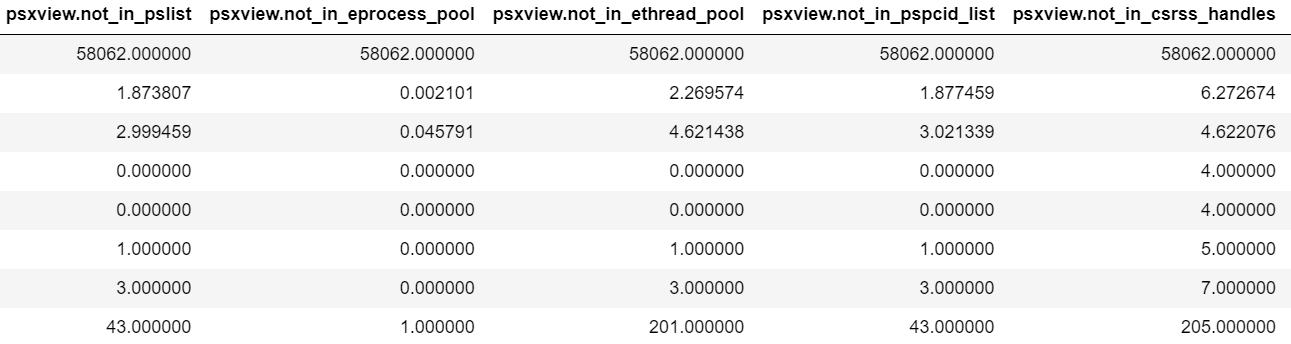 psxview.not_in_pslist psxview.not_in_eprocess_pool psxview.not_in_ethread_pool psxview.not_in_pspcid_list psxview.not_in_csrss_handles
58062.000000 58062.000000 58062.000000 58062.000000 58062.000000
1.873807 0.002101 2.269574 1.877459 6.272674
2.999459 0.045791 4.621438 3.021339 4.622076
0.000000 0.000000 0.000000 0.000000 4.000000
0.000000 0.000000 0.000000 0.000000 4.000000
1.000000 0.000000 1.000000 1.000000 5.000000
3.000000 0.000000 3.000000 3.000000 7.000000
43.000000 1.000000 201.000000 43.000000 205.000000